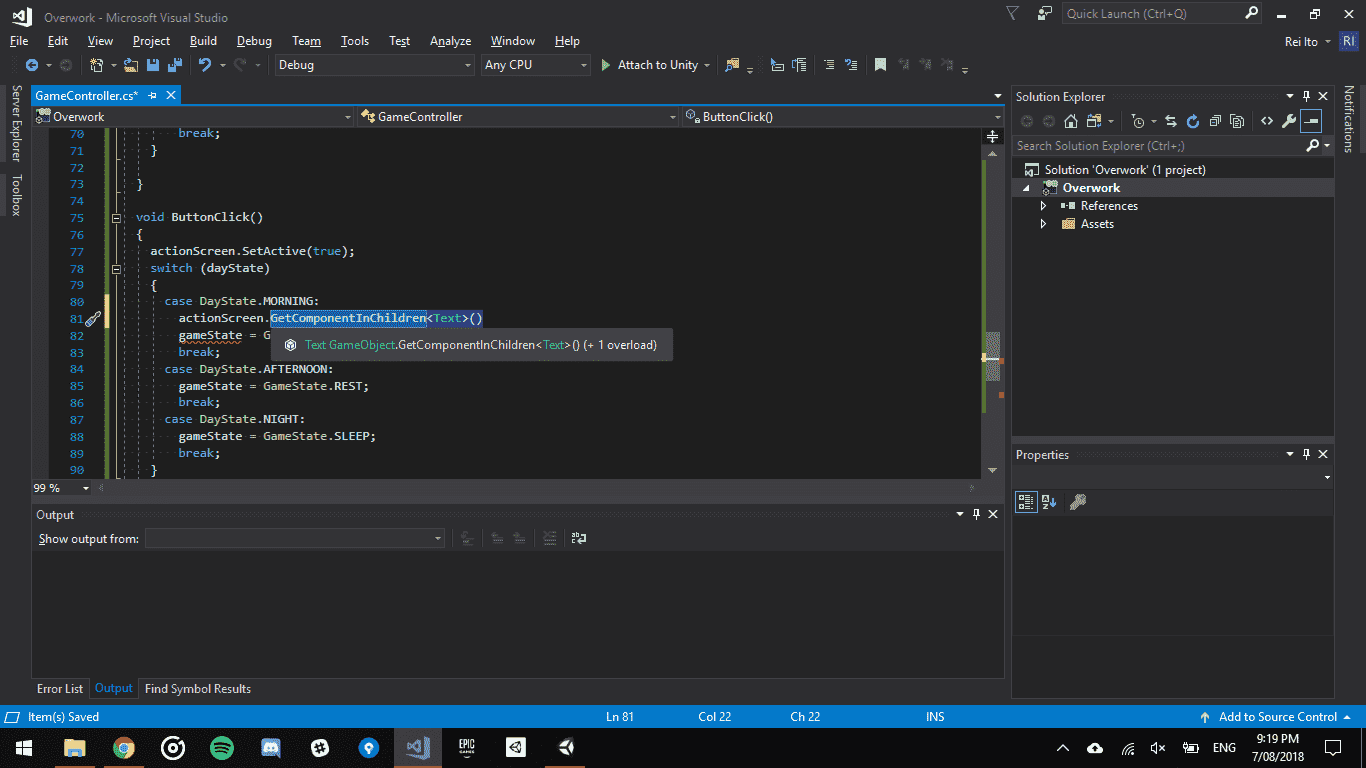 Overwork - Microsoft Visual Studio
Quick Launch (Ctrl+Q)
File Edit View Project Build Debug Team Tools Test Analyze Window Help
Rei Ito RI
Debug Any CPU Attach to Unity
Server Explorer
Toolbox
GameController.cs*
Overwork GameController ButtonClick()
70 break;
71 }
72
73 }
74
75 void ButtonClick()
76 {
77 actionScreen.SetActive(true);
78 switch (dayState)
79 {
80 case DayState.MORNING:
81 actionScreen.GetComponentInChildren<Text>()
82 gameState = G
Text GameObject.GetComponentInChildren<Text>() (+ 1 overload)
83 break;
84 case DayState.AFTERNOON:
85 gameState = GameState.REST;
86 break;
87 case DayState.NIGHT:
88 gameState = GameState.SLEEP;
89 break;
90 }
99 %
Output
Show output from:
Error List Output Find Symbol Results
Solution Explorer
Search Solution Explorer (Ctrl+;)
Solution 'Overwork' (1 project)
Overwork
References
Assets
Properties
Notifications
Item(s) Saved Ln 81 Col 22 Ch 22 INS Add to Source Control
EPIC
GAMES
ENG
9:19 PM
7/08/2018